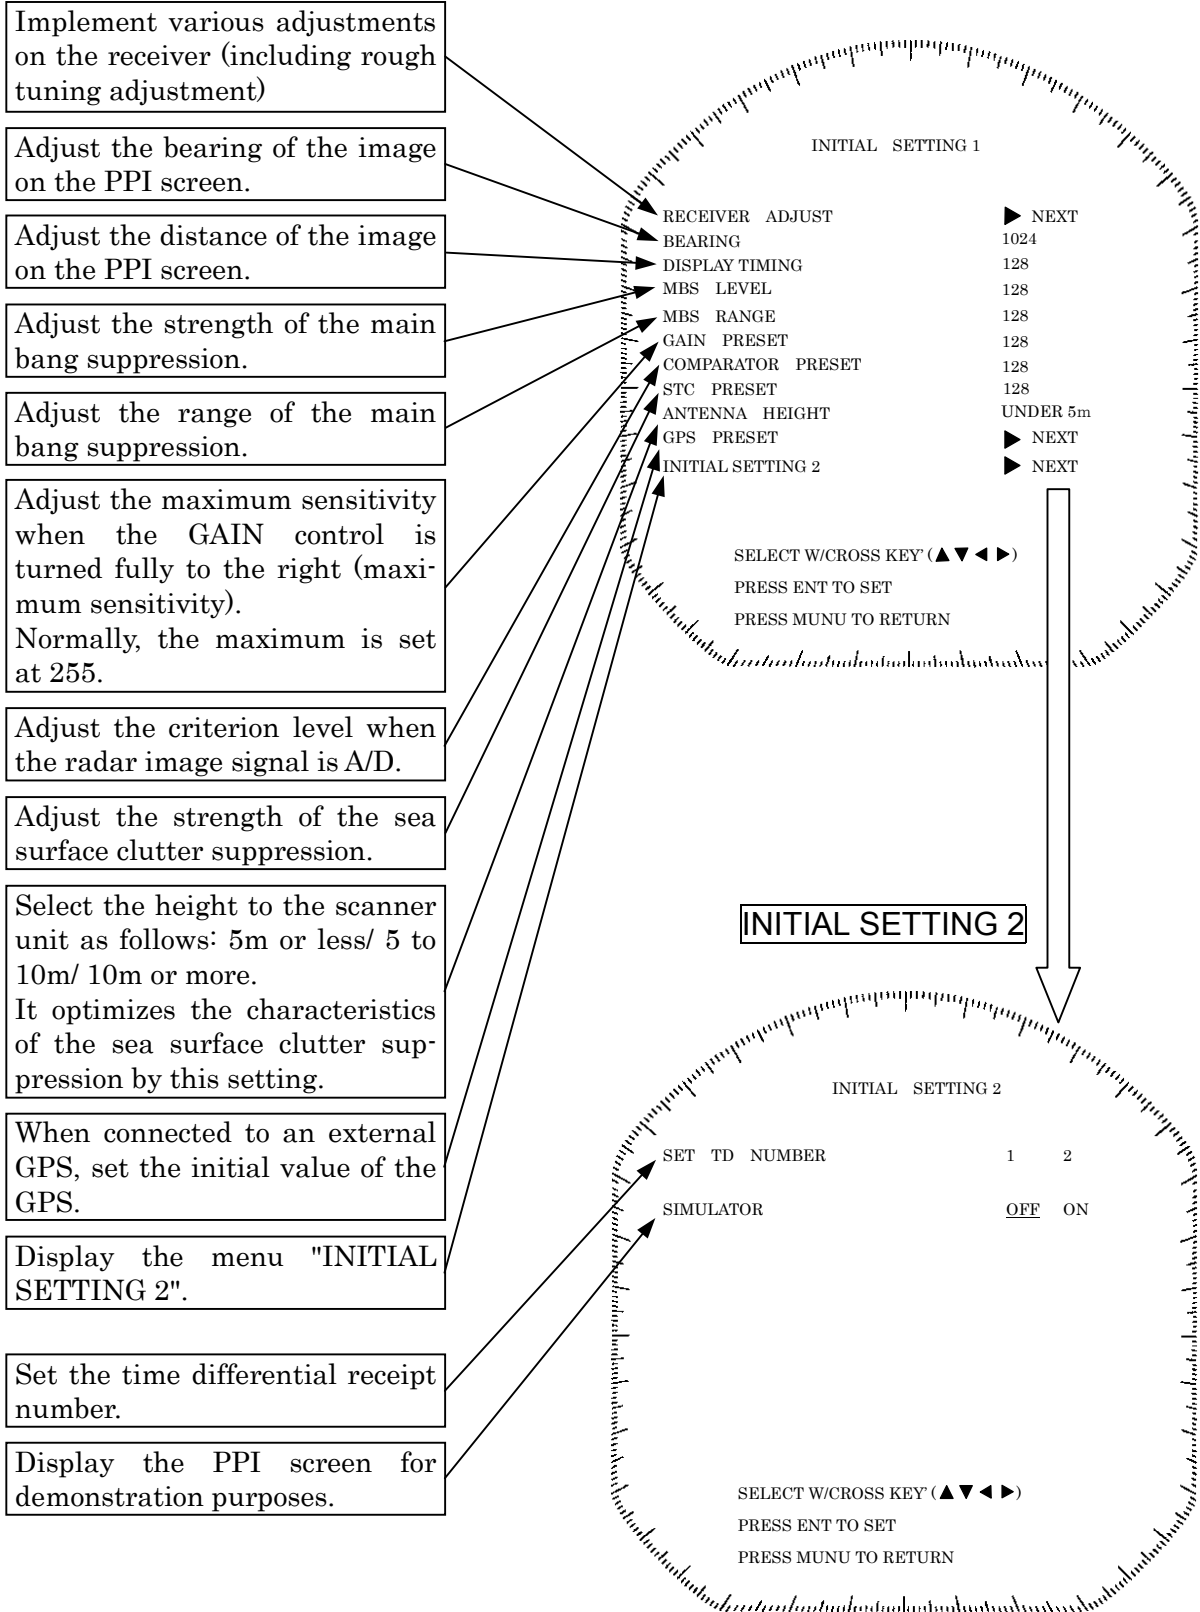 Implement various adjustments
on the receiver (including rough
tuning adjustment)
Adjust the bearing of the image
on the PPI screen.
Adjust the distance of the image
on the PPI screen.
Adjust the strength of the main
bang suppression.
Adjust the range of the main
bang suppression.
Adjust the maximum sensitivity
when the GAIN control is
turned fully to the right (maxi-
mum sensitivity).
Normally, the maximum is set
at 255.
Adjust the criterion level when
the radar image signal is A/D.
Adjust the strength of the sea
surface clutter suppression.
Select the height to the scanner
unit as follows: 5m or less/ 5 to
10m/ 10m or more.
It optimizes the characteristics
of the sea surface clutter sup-
pression by this setting.
When connected to an external
GPS, set the initial value of the
GPS.
Display the menu "INITIAL
SETTING 2".
Set the time differential receipt
number.
Display the PPI screen for
demonstration purposes.
INITIAL SETTING 1
RECEIVER ADJUST ▶ NEXT
BEARING 1024
DISPLAY TIMING 128
MBS LEVEL 128
MBS RANGE 128
GAIN PRESET 128
COMPARATOR PRESET 128
STC PRESET 128
ANTENNA HEIGHT UNDER 5m
GPS PRESET ▶ NEXT
INITIAL SETTING 2 ▶ NEXT
SELECT W/CROSS KEY' (▲ ▼ ◀ ▶)
PRESS ENT TO SET
PRESS MUNU TO RETURN
INITIAL SETTING 2
INITIAL SETTING 2
SET TD NUMBER 1 2
SIMULATOR OFF ON
SELECT W/CROSS KEY' (▲ ▼ ◀ ▶)
PRESS ENT TO SET
PRESS MUNU TO RETURN